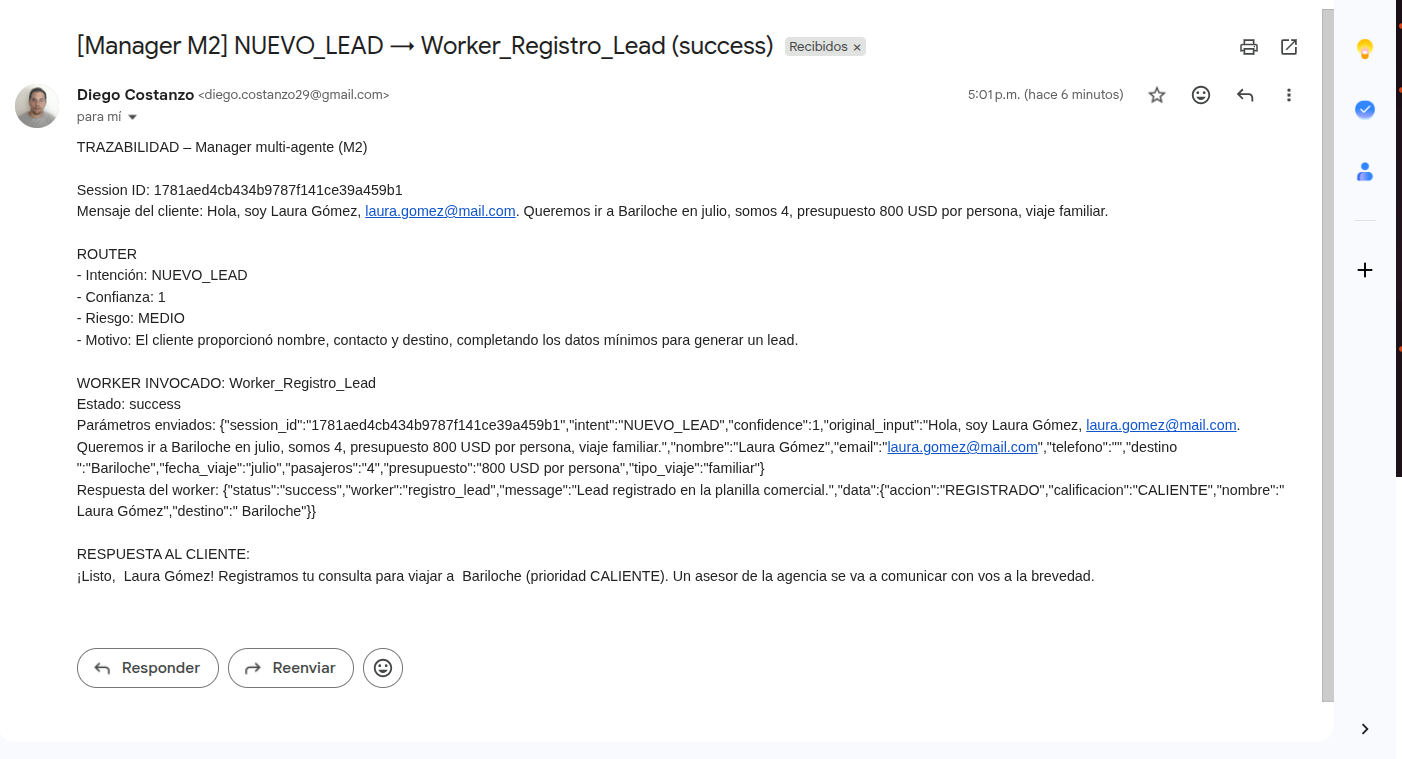 [Manager M2] NUEVO_LEAD → Worker_Registro_Lead (success) Recibidos ×
Diego Costanzo <diego.costanzo29@gmail.com> 5:01 p.m. (hace 6 minutos)
para mí
TRAZABILIDAD – Manager multi-agente (M2)
Session ID: 1781aed4cb434b9787f141ce39a459b1
Mensaje del cliente: Hola, soy Laura Gómez, laura.gomez@mail.com. Queremos ir a Bariloche en julio, somos 4, presupuesto 800 USD por persona, viaje familiar.
ROUTER
- Intención: NUEVO_LEAD
- Confianza: 1
- Riesgo: MEDIO
- Motivo: El cliente proporcionó nombre, contacto y destino, completando los datos mínimos para generar un lead.
WORKER INVOCADO: Worker_Registro_Lead
Estado: success
Parámetros enviados: {"session_id":"1781aed4cb434b9787f141ce39a459b1","intent":"NUEVO_LEAD","confidence":1,"original_input":"Hola, soy Laura Gómez, laura.gomez@mail.com.
Queremos ir a Bariloche en julio, somos 4, presupuesto 800 USD por persona, viaje familiar.","nombre":"Laura Gómez","email":"laura.gomez@mail.com","telefono":"","destino
":"Bariloche","fecha_viaje":"julio","pasajeros":"4","presupuesto":"800 USD por persona","tipo_viaje":"familiar"}
Respuesta del worker: {"status":"success","worker":"registro_lead","message":"Lead registrado en la planilla comercial.","data":{"accion":"REGISTRADO","calificacion":"CALIENTE","nombre":"
Laura Gómez","destino":" Bariloche"}}
RESPUESTA AL CLIENTE:
¡Listo,  Laura Gómez! Registramos tu consulta para viajar a  Bariloche (prioridad CALIENTE). Un asesor de la agencia se va a comunicar con vos a la brevedad.
Responder Reenviar